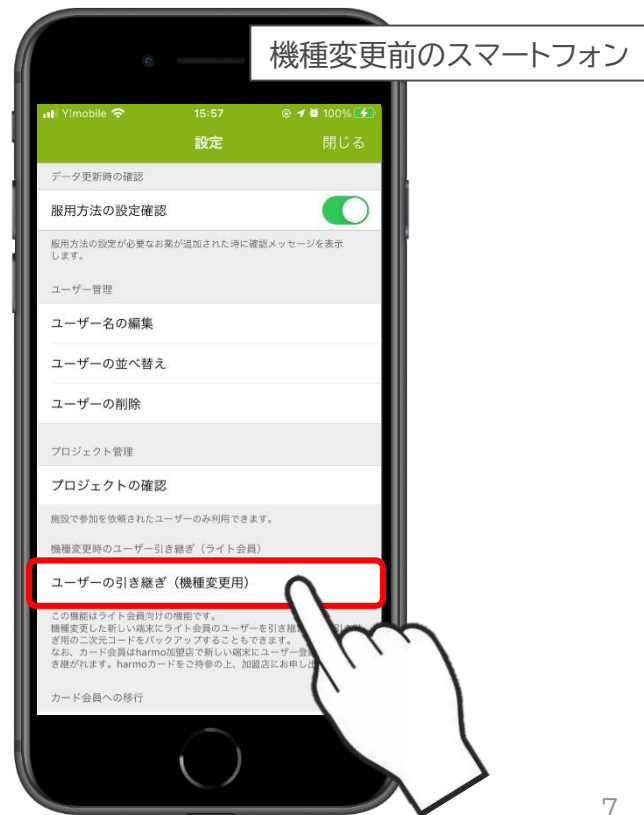 機種変更前のスマートフォン
Y!mobile
15:57
100%
設定
閉じる
データ更新時の確認
服用方法の設定確認
服用方法の設定が必要なお薬が追加された時に確認メッセージを表示
します。
ユーザー管理
ユーザー名の編集
ユーザーの並べ替え
ユーザーの削除
プロジェクト管理
プロジェクトの確認
施設で参加を依頼されたユーザーのみ利用できます。
機種変更時のユーザー引き継ぎ（ライト会員）
ユーザーの引き継ぎ（機種変更用）
この機能はライト会員向けの機能です。
機種変更した新しい端末にライト会員のユーザーを引き継
ぎ用の二次元コードをバックアップすることもできます。
なお、カード会員はharmo加盟店で新しい端末にユーザー登
き継がれます。harmoカードをご持参の上、加盟店にお申し出
カード会員への移行
7